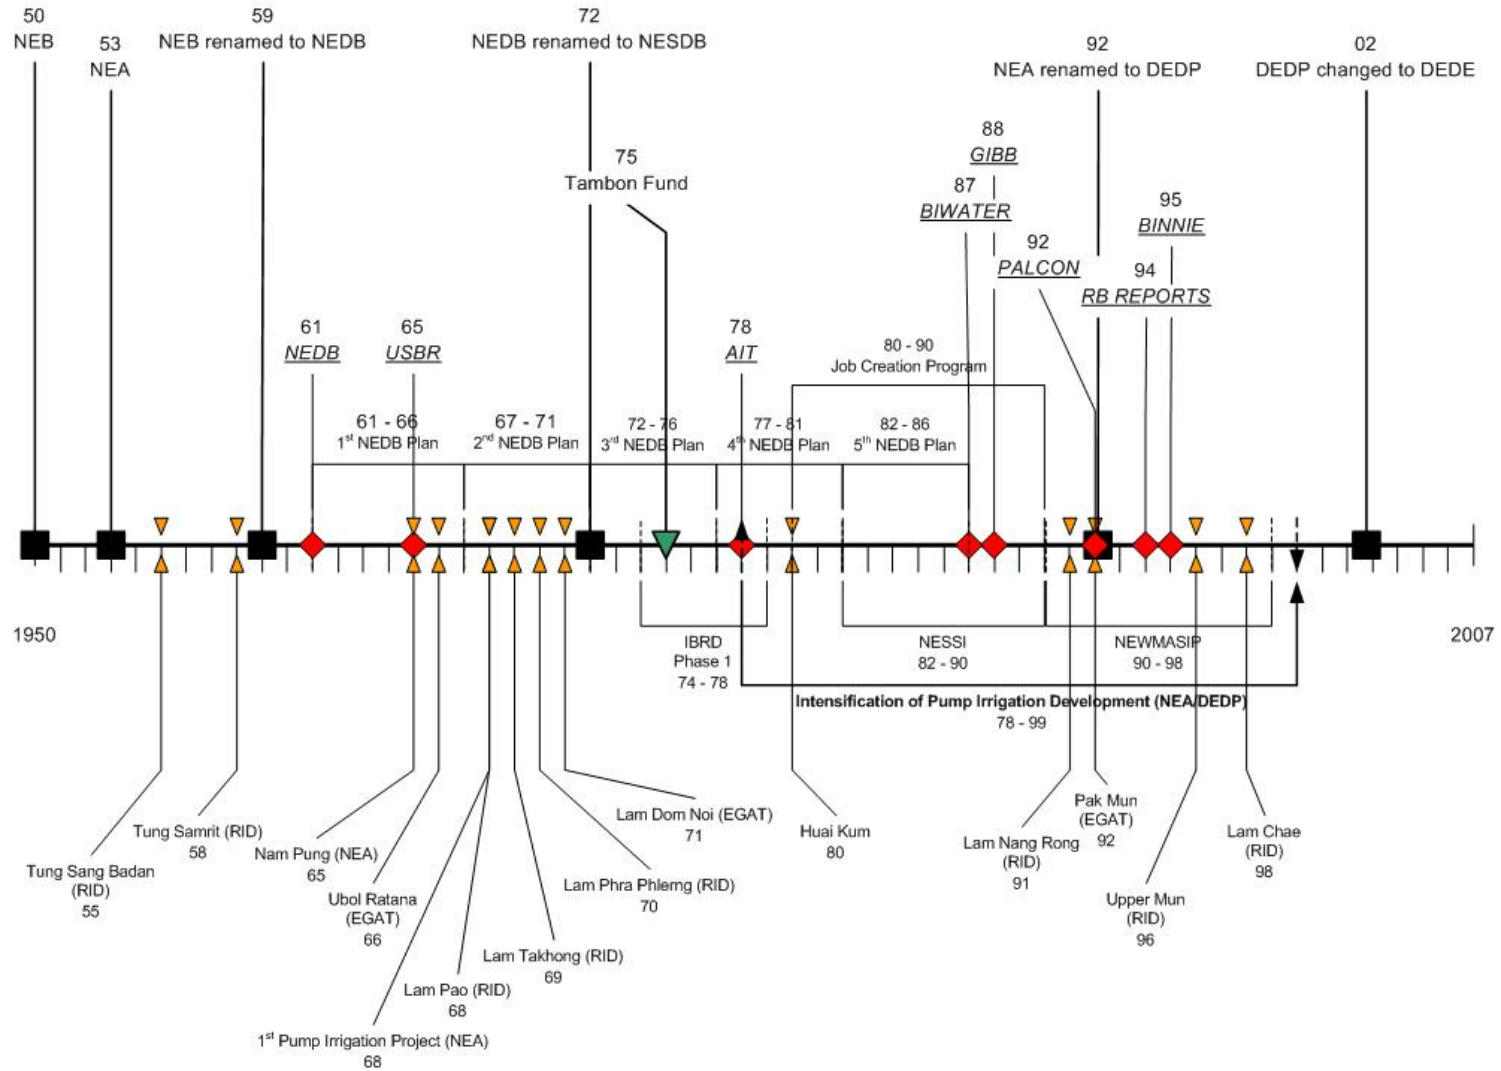 50
NEB
53
NEA
59
NEB renamed to NEDB
72
NEDB renamed to NESDB
92
NEA renamed to DEDP
02
DEDP changed to DEDE
75
Tambon Fund
88
GIBB
87
BIWATER
92
PALCON
95
BINNIE
94
RB REPORTS
61
NEDB
65
USBR
78
AIT
80 - 90
Job Creation Program
61 - 66
1st NEDB Plan
67 - 71
2nd NEDB Plan
72 - 76
3rd NEDB Plan
77 - 81
4th NEDB Plan
82 - 86
5th NEDB Plan
1950
2007
IBRD
Phase 1
74 - 78
NESSI
82 - 90
NEWMASIP
90 - 98
Intensification of Pump Irrigation Development (NEA/DEDP)
78 - 99
Tung Sang Badan
(RID)
55
Tung Samrit (RID)
58
Nam Pung (NEA)
65
Ubol Ratana
(EGAT)
66
1st Pump Irrigation Project (NEA)
68
Lam Pao (RID)
68
Lam Takhong (RID)
69
Lam Phra Phlerng (RID)
70
Lam Dom Noi (EGAT)
71
Huai Kum
80
Lam Nang Rong
(RID)
91
Pak Mun
(EGAT)
92
Upper Mun
(RID)
96
Lam Chae
(RID)
98